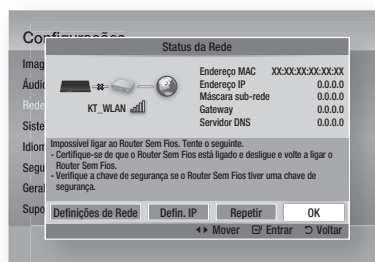 Status da Rede
Imag
Áudio
Rede
Siste
Idiom
Segu
Geral
Supo
KT_WLAN
Endereço MAC XX:XX:XX:XX:XX:XX
Endereço IP 0.0.0.0
Máscara sub-rede 0.0.0.0
Gateway 0.0.0.0
Servidor DNS 0.0.0.0
Impossível ligar ao Router Sem Fios. Tente o seguinte.
- Certifique-se de que o Router Sem Fios está ligado e desligue e volte a ligar o
Router Sem Fios.
- Verifique a chave de segurança se o Router Sem Fios tiver uma chave de
segurança.
Definições de Rede Defin. IP Repetir OK
Mover Entrar Voltar